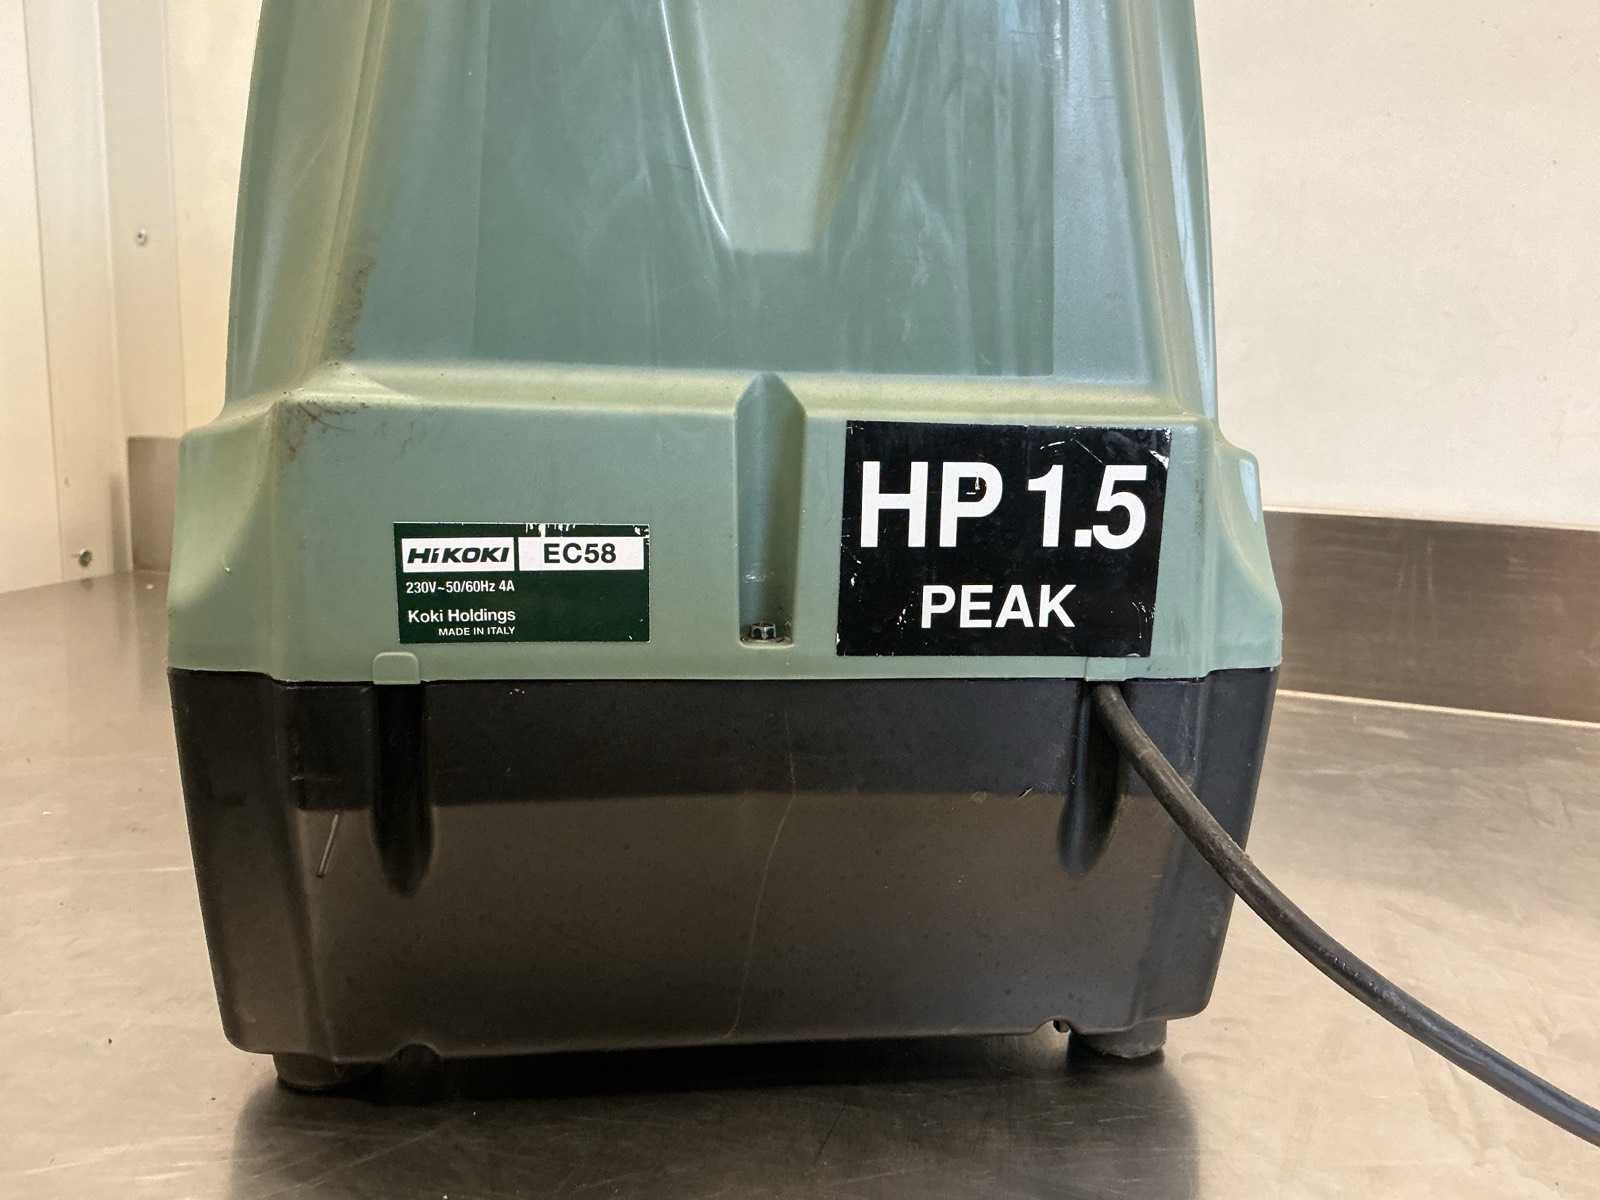 HiKOKI EC58
230V~50/60Hz 4A
Koki Holdings
MADE IN ITALY
HP 1.5
PEAK